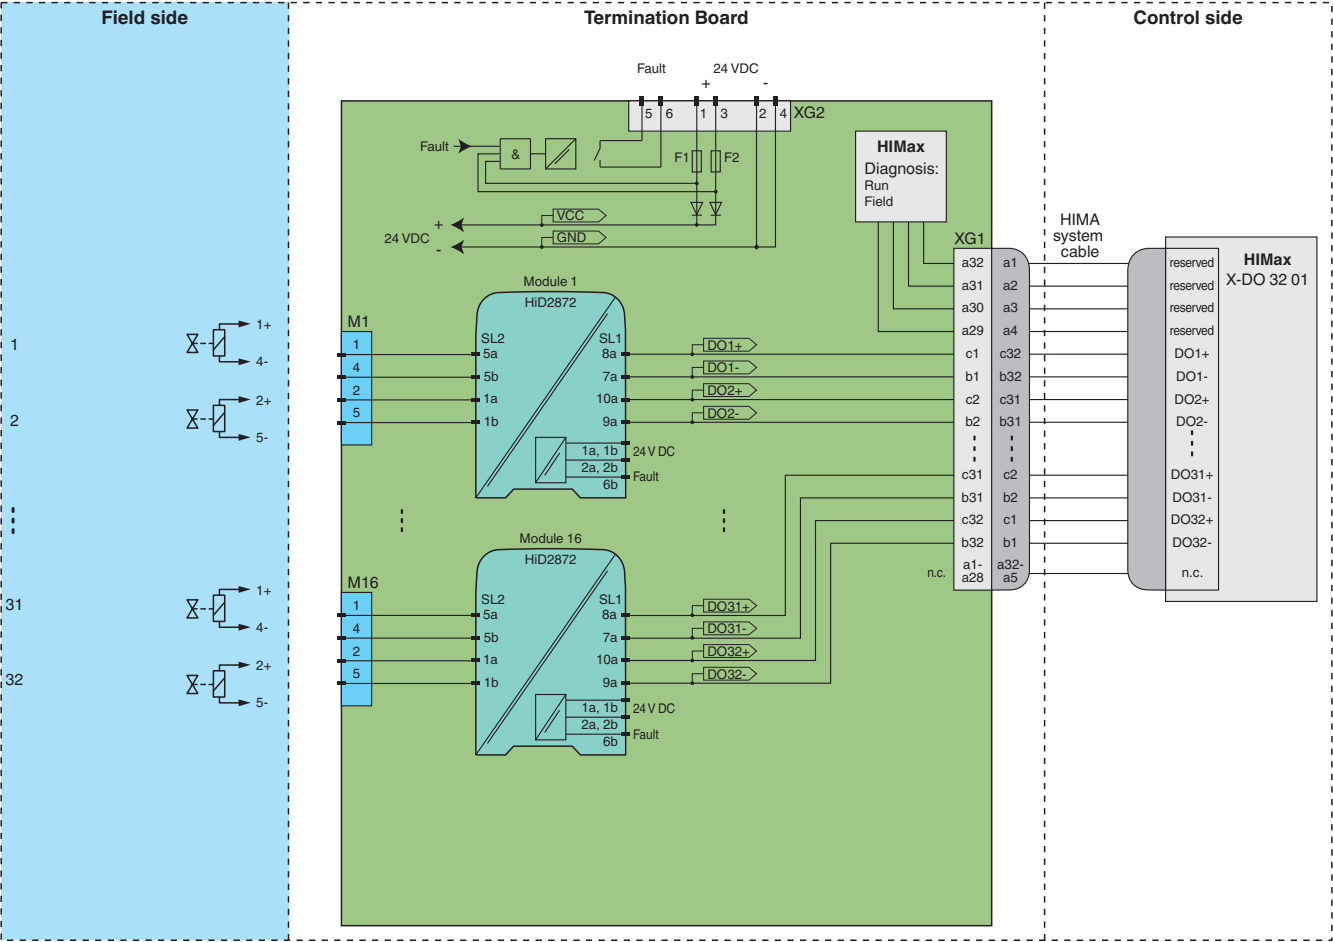 Field side
Termination Board
Control side
Fault
24 VDC
+
-
5
6
1
3
2
4
XG2
Fault
&
F1
F2
HIMax
Diagnosis:
Run
Field
VCC
+
24 VDC
-
GND
HIMA
system
cable
XG1
a32
a1
a31
a2
a30
a3
a29
a4
c1
c32
b1
b32
c2
c31
b2
b31
c31
c2
b31
b2
c32
c1
b32
b1
n.c.
a1-
a28
a32-
a5
reserved
reserved
reserved
reserved
DO1+
DO1-
DO2+
DO2-
DO31+
DO31-
DO32+
DO32-
n.c.
HIMax
X-DO 32 01
1
1+
4-
2
2+
5-
31
1+
4-
32
2+
5-
M1
1
4
2
5
Module 1
HiD2872
SL2
5a
5b
1a
1b
SL1
8a
7a
10a
9a
DO1+
DO1-
DO2+
DO2-
1a, 1b
24 V DC
2a, 2b
Fault
6b
M16
1
4
2
5
Module 16
HiD2872
SL2
5a
5b
1a
1b
SL1
8a
7a
10a
9a
DO31+
DO31-
DO32+
DO32-
1a, 1b
24 V DC
2a, 2b
Fault
6b